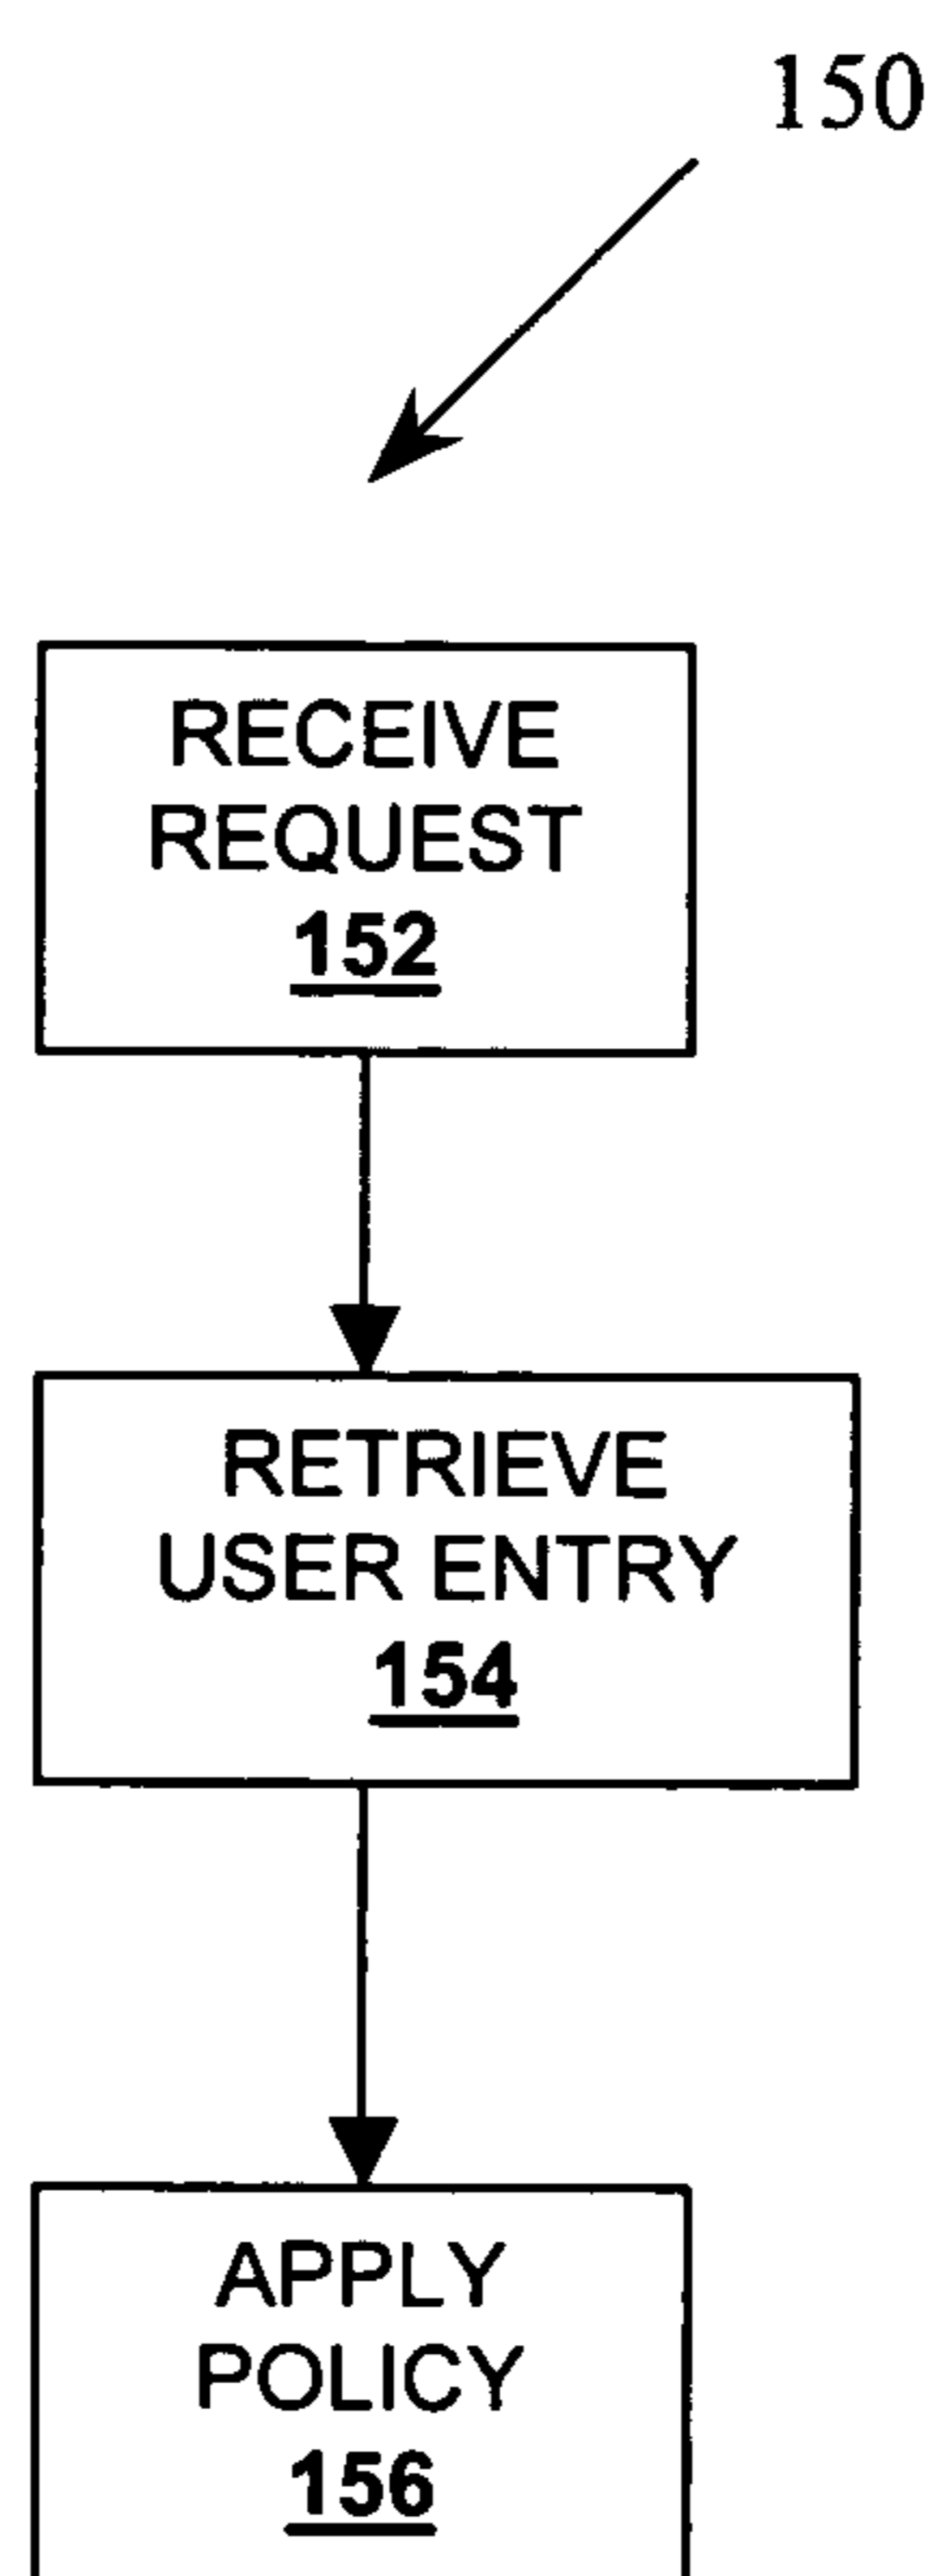 150
RECEIVE
REQUEST
152
RETRIEVE
USER ENTRY
154
APPLY
POLICY
156